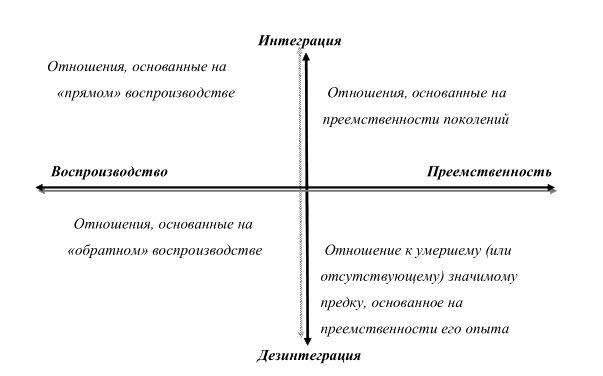 Интеграция
Отношения, основанные на
«прямом» воспроизводстве
Отношения, основанные на
преемственности поколений
Воспроизводство
Преемственность
Отношения, основанные на
«обратном» воспроизводстве
Отношение к умершему (или
отсутствующему) значимому
предку, основанное на
преемственности его опыта
Дезинтеграция